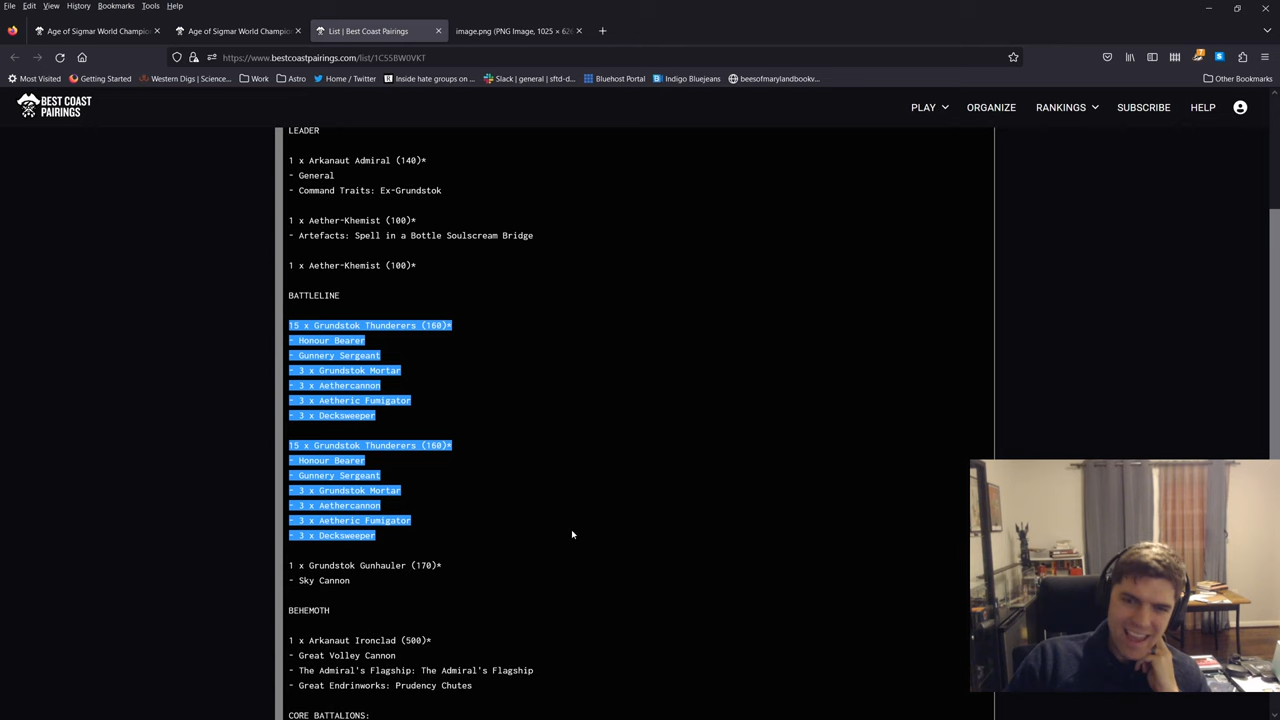 File Edit View History Bookmarks Tools Help
Age of Sigmar World Champion
Age of Sigmar World Champion
List | Best Coast Pairings
image.png (PNG Image, 1025 × 62
https://www.bestcoastpairings.com/list/1C55BW0VKT
Most Visited
Getting Started
Western Digs | Science...
Work
Astro
Home / Twitter
Inside hate groups on ...
Slack | general | sftd-d...
Bluehost Portal
Indigo Bluejeans
beesofmarylandbookv...
Other Bookmarks
BEST COAST
PAIRINGS
PLAY
ORGANIZE
RANKINGS
SUBSCRIBE
HELP
LEADER
1 x Arkanaut Admiral (140)*
- General
- Command Traits: Ex-Grundstok
1 x Aether-Khemist (100)*
- Artefacts: Spell in a Bottle Soulscream Bridge
1 x Aether-Khemist (100)*
BATTLELINE
15 x Grundstok Thunderers (160)*
- Honour Bearer
- Gunnery Sergeant
- 3 x Grundstok Mortar
- 3 x Aethercannon
- 3 x Aetheric Fumigator
- 3 x Decksweeper
15 x Grundstok Thunderers (160)*
- Honour Bearer
- Gunnery Sergeant
- 3 x Grundstok Mortar
- 3 x Aethercannon
- 3 x Aetheric Fumigator
- 3 x Decksweeper
1 x Grundstok Gunhauler (170)*
- Sky Cannon
BEHEMOTH
1 x Arkanaut Ironclad (500)*
- Great Volley Cannon
- The Admiral's Flagship: The Admiral's Flagship
- Great Endrinworks: Prudency Chutes
CORE BATTALIONS: